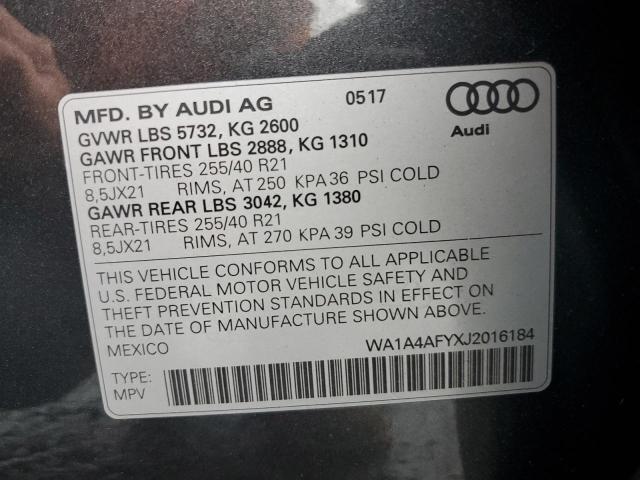 MFD. BY AUDI AG 0517
GVWR LBS 5732, KG 2600
GAWR FRONT LBS 2888, KG 1310
FRONT-TIRES 255/40 R21
8,5JX21 RIMS, AT 250 KPA 36 PSI COLD
GAWR REAR LBS 3042, KG 1380
REAR-TIRES 255/40 R21
8,5JX21 RIMS, AT 270 KPA 39 PSI COLD
Audi
THIS VEHICLE CONFORMS TO ALL APPLICABLE
U.S. FEDERAL MOTOR VEHICLE SAFETY AND
THEFT PREVENTION STANDARDS IN EFFECT ON
THE DATE OF MANUFACTURE SHOWN ABOVE.
MEXICO WA1A4AFYXJ2016184
TYPE:
MPV